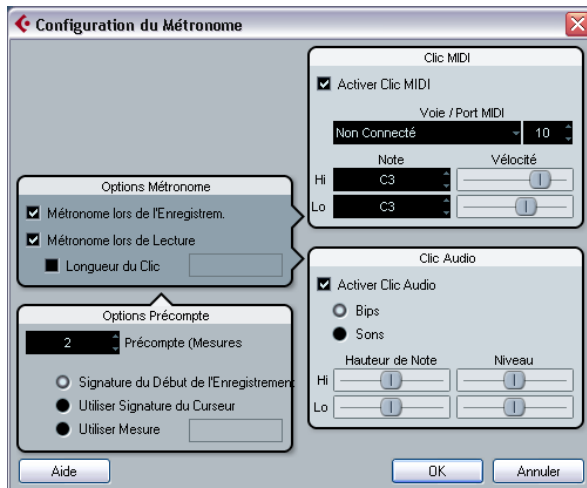 Configuration du Métronome
Clic MIDI
Activer Clic MIDI
Voie / Port MIDI
Non Connecté
10
Note
Vélocité
Hi
C3
Lo
C3
Options Métronome
Métronome lors de l'Enregistrem.
Métronome lors de Lecture
Longueur du Clic
Options Précompte
2
Précompte (Mesures
Signature du Début de l'Enregistrement
Utiliser Signature du Curseur
Utiliser Mesure
Clic Audio
Activer Clic Audio
Bips
Sons
Hauteur de Note
Niveau
Hi
Lo
Aide
OK
Annuler